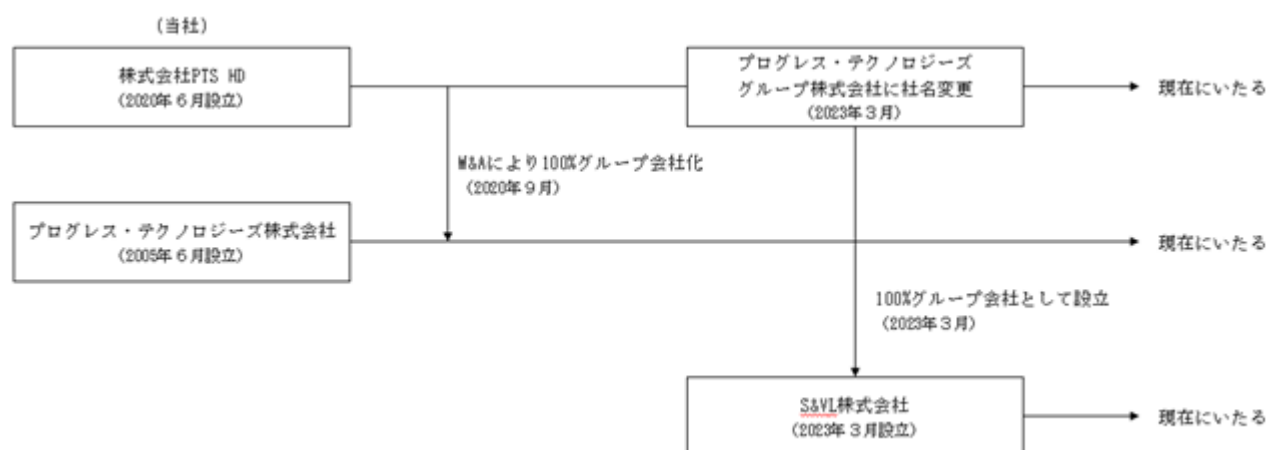 (当社)
株式会社PTS HD
(2020年６月設立)
プログレス・テクノロジーズ
グループ株式会社に社名変更
(2023年３月)
現在にいたる
M&Aにより100%グループ会社化
(2020年９月)
プログレス・テクノロジーズ株式会社
(2005年６月設立)
現在にいたる
100%グループ会社として設立
(2023年３月)
S&VL株式会社
(2023年３月設立)
現在にいたる